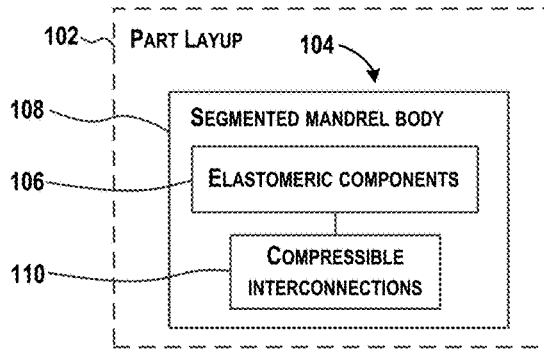 102
PART LAYUP
104
108
SEGMENTED MANDREL BODY
106
ELASTOMERIC COMPONENTS
110
COMPRESSIBLE
INTERCONNECTIONS